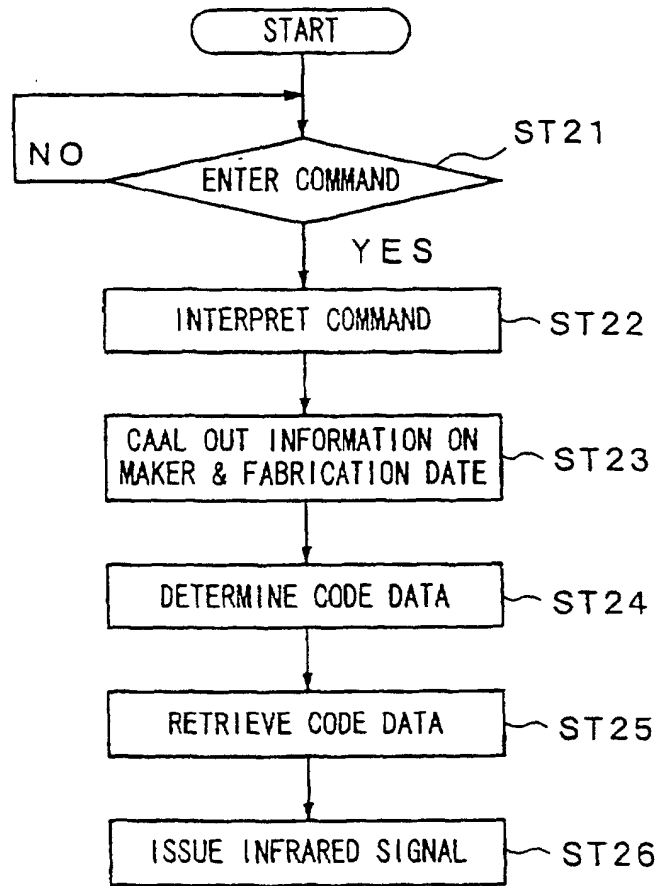 START
ST21
NO
ENTER COMMAND
YES
INTERPRET COMMAND
ST22
CAAL OUT INFORMATION ON
MAKER & FABRICATION DATE
ST23
DETERMINE CODE DATA
ST24
RETRIEVE CODE DATA
ST25
ISSUE INFRARED SIGNAL
ST26